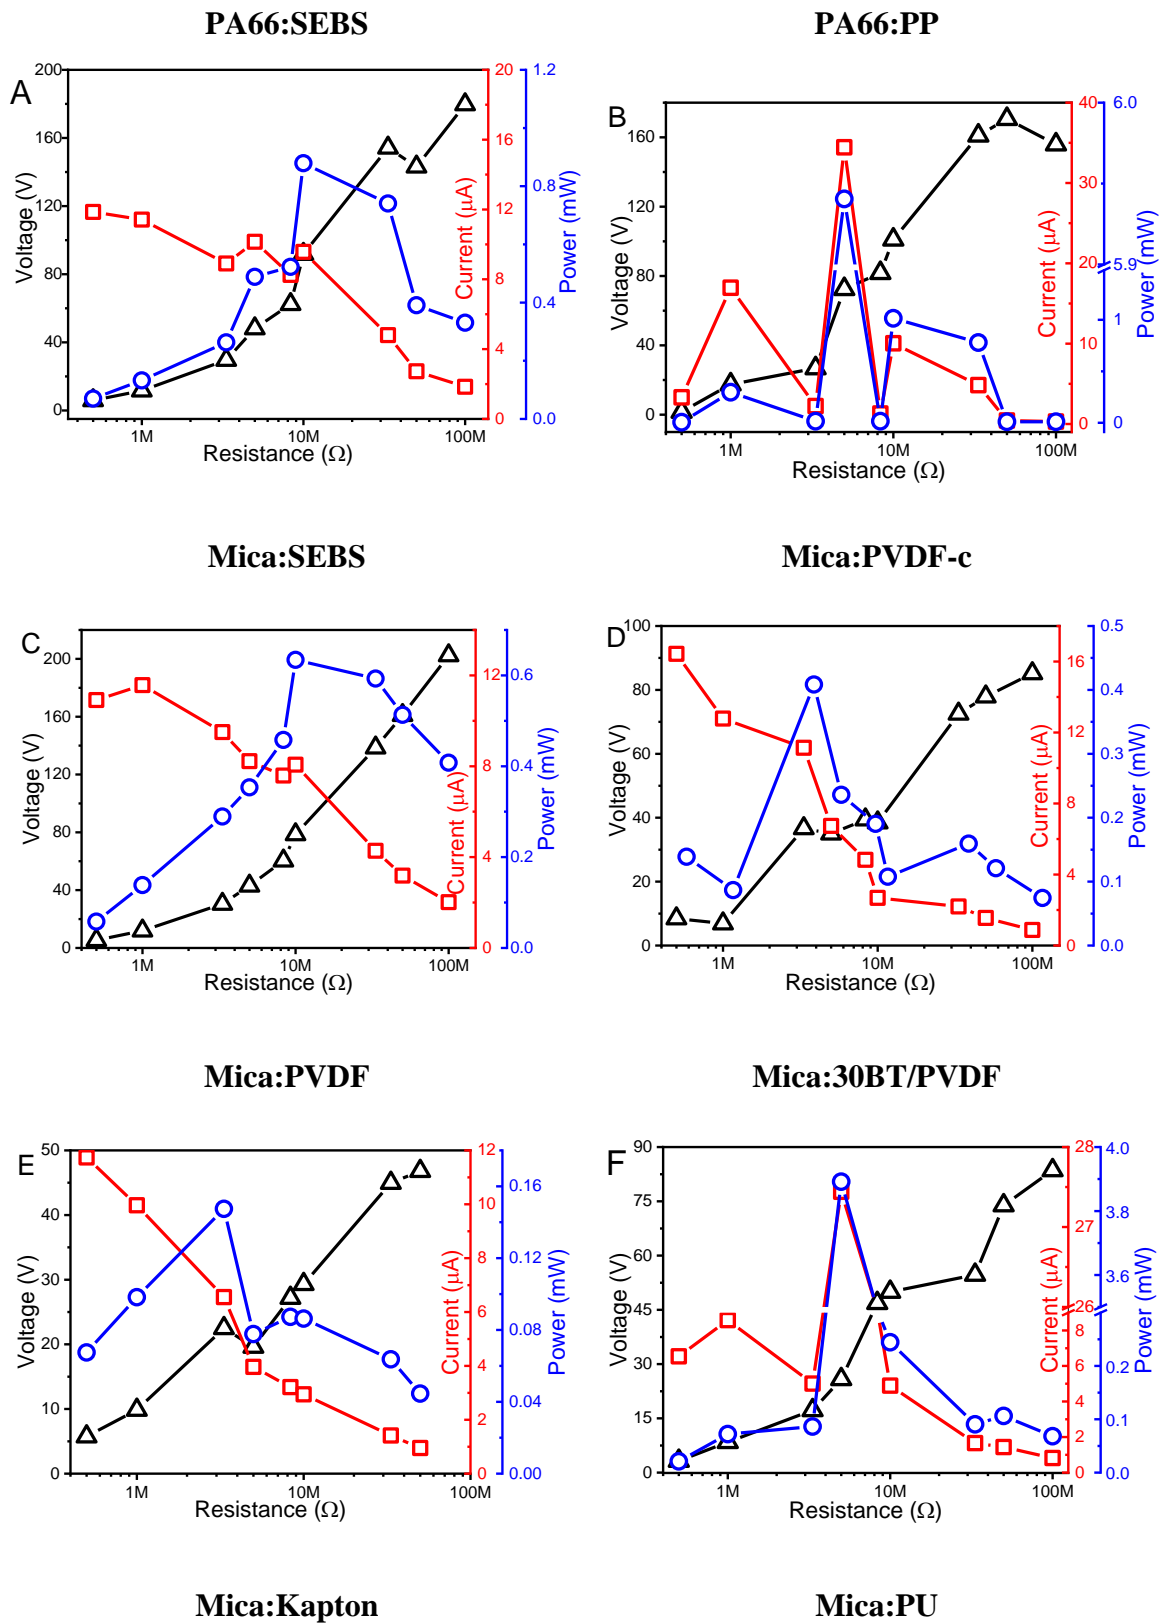 PA66:SEBS
PA66:PP
A
200
160
120
80
40
0
Voltage (V)
1M
10M
100M
Resistance (Ω)
20
16
12
8
4
0
Current (μA)
1.2
0.8
0.4
0.0
Power (mW)
B
160
120
80
40
0
Voltage (V)
1M
10M
100M
Resistance (Ω)
40
30
20
10
0
Current (μA)
6.0
5.9
1
0
Power (mW)
Mica:SEBS
Mica:PVDF-c
C
200
160
120
80
40
0
Voltage (V)
1M
10M
100M
Resistance (Ω)
12
8
4
0
Current (μA)
0.6
0.4
0.2
0.0
Power (mW)
D
100
80
60
40
20
0
Voltage (V)
1M
10M
100M
Resistance (Ω)
16
12
8
4
0
Current (μA)
0.5
0.4
0.3
0.2
0.1
0.0
Power (mW)
Mica:PVDF
Mica:30BT/PVDF
E
50
40
30
20
10
0
Voltage (V)
1M
10M
100M
Resistance (Ω)
12
10
8
6
4
2
0
Current (μA)
0.16
0.12
0.08
0.04
0.00
Power (mW)
F
90
75
60
45
30
15
0
Voltage (V)
1M
10M
100M
Resistance (Ω)
28
27
26
8
6
4
2
0
Current (μA)
4.0
3.8
3.6
0.2
0.1
0.0
Power (mW)
Mica:Kapton
Mica:PU